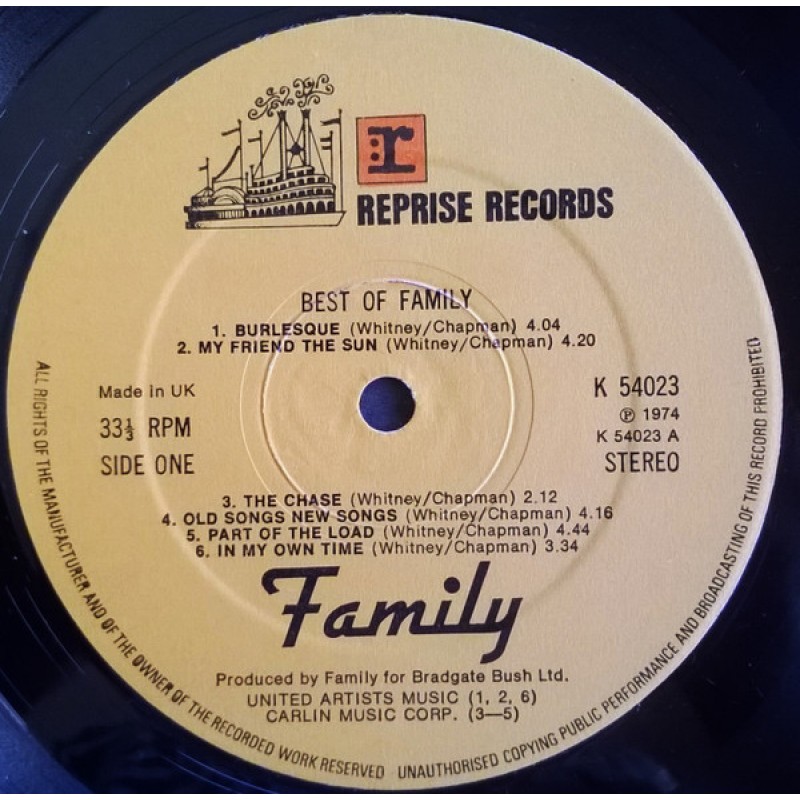 r
REPRISE RECORDS
BEST OF FAMILY
1. BURLESQUE (Whitney/Chapman) 4.04
2. MY FRIEND THE SUN (Whitney/Chapman) 4.20
Made in UK
33⅓ RPM
SIDE ONE
K 54023
℗ 1974
K 54023 A
STEREO
3. THE CHASE (Whitney/Chapman) 2.12
4. OLD SONGS NEW SONGS (Whitney/Chapman) 4.16
5. PART OF THE LOAD (Whitney/Chapman) 4.44
6. IN MY OWN TIME (Whitney/Chapman) 3.34
Family
Produced by Family for Bradgate Bush Ltd.
UNITED ARTISTS MUSIC (1, 2, 6)
CARLIN MUSIC CORP. (3—5)
ALL RIGHTS OF THE MANUFACTURER AND OF THE OWNER OF THE RECORDED WORK RESERVED · UNAUTHORISED COPYING PUBLIC PERFORMANCE AND BROADCASTING OF THIS RECORD PROHIBITED